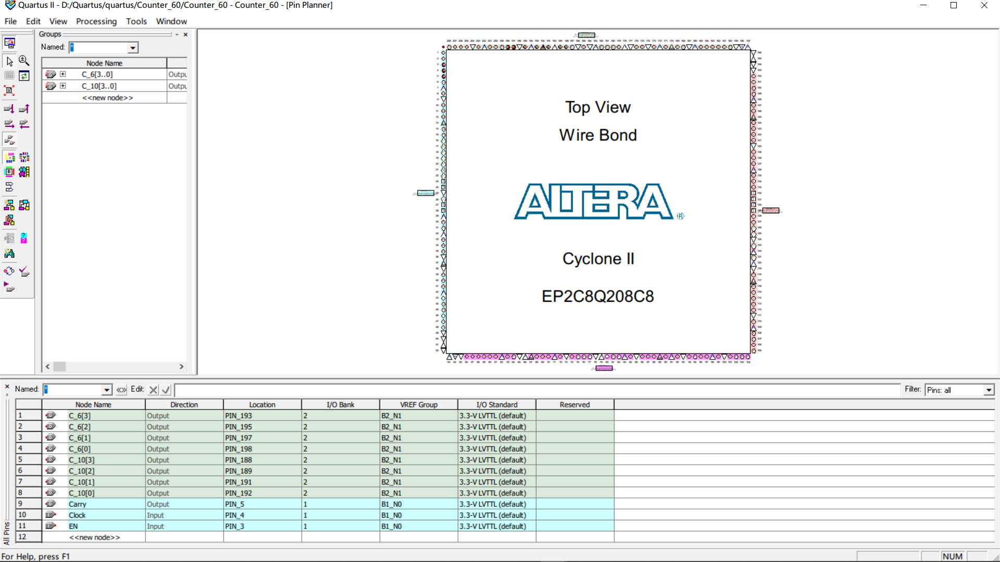 Quartus II - D:/Quartus/quartus/Counter_60/Counter_60 - Counter_60 - [Pin Planner]
File Edit View Processing Tools Window
Groups
Named: *
Node Name
C_6[3..0] Outpu
C_10[3..0] Outpu
<<new node>>
Top View
Wire Bond
ALTERA ®
Cyclone II
EP2C8Q208C8
Named: * Edit: Filter: Pins: all
Node Name Direction Location I/O Bank VREF Group I/O Standard Reserved
1 C_6[3] Output PIN_193 2 B2_N1 3.3-V LVTTL (default)
2 C_6[2] Output PIN_195 2 B2_N1 3.3-V LVTTL (default)
3 C_6[1] Output PIN_197 2 B2_N1 3.3-V LVTTL (default)
4 C_6[0] Output PIN_198 2 B2_N1 3.3-V LVTTL (default)
5 C_10[3] Output PIN_188 2 B2_N1 3.3-V LVTTL (default)
6 C_10[2] Output PIN_189 2 B2_N1 3.3-V LVTTL (default)
7 C_10[1] Output PIN_191 2 B2_N1 3.3-V LVTTL (default)
8 C_10[0] Output PIN_192 2 B2_N1 3.3-V LVTTL (default)
9 Carry Output PIN_5 1 B1_N0 3.3-V LVTTL (default)
10 Clock Input PIN_4 1 B1_N0 3.3-V LVTTL (default)
11 EN Input PIN_3 1 B1_N0 3.3-V LVTTL (default)
12 <<new node>>
All Pins
For Help, press F1 NUM